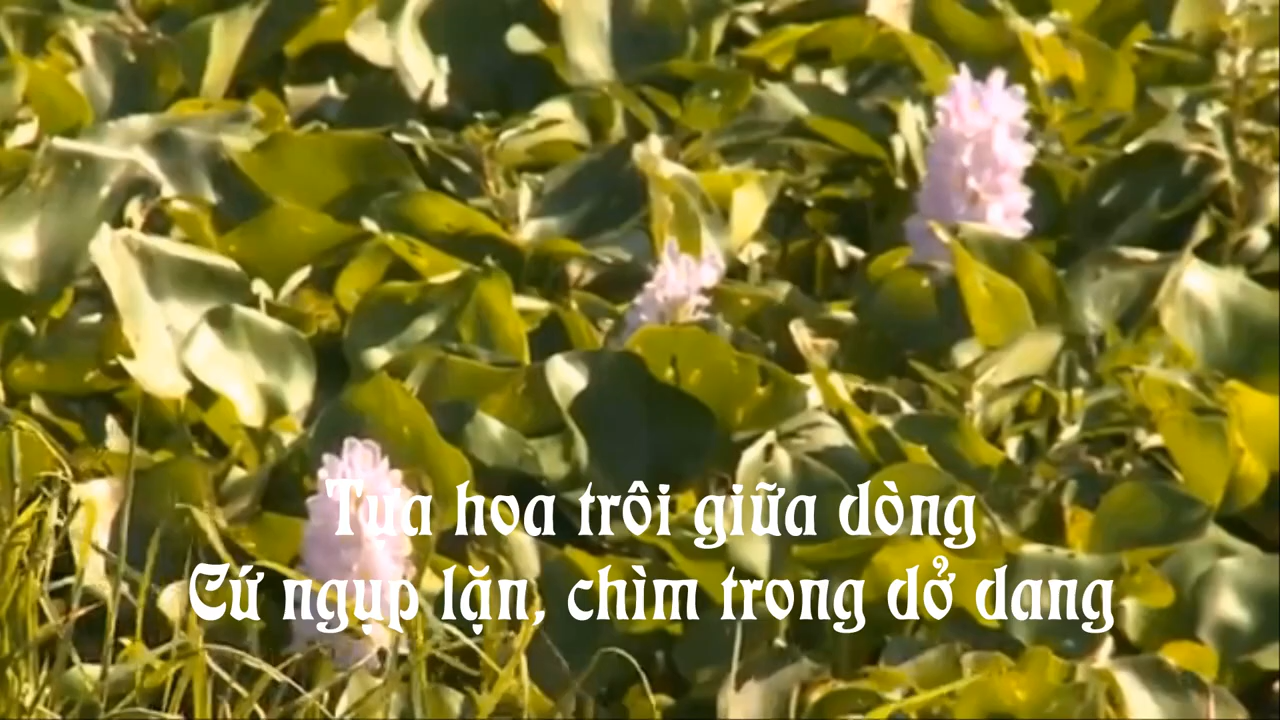 Tựa hoa trôi giữa dòng
Cứ ngụp lặn, chìm trong dở dang